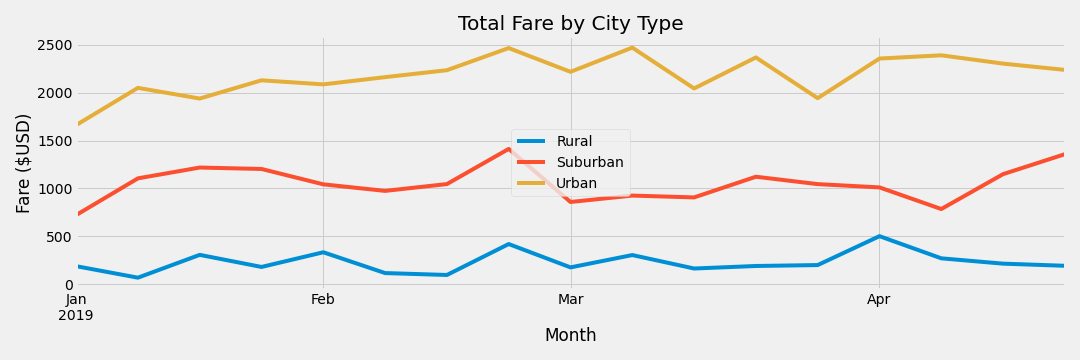 Total Fare by City Type
Fare ($USD)
2500
2000
1500
1000
500
0
Rural
Suburban
Urban
Jan
2019
Feb
Mar
Apr
Month